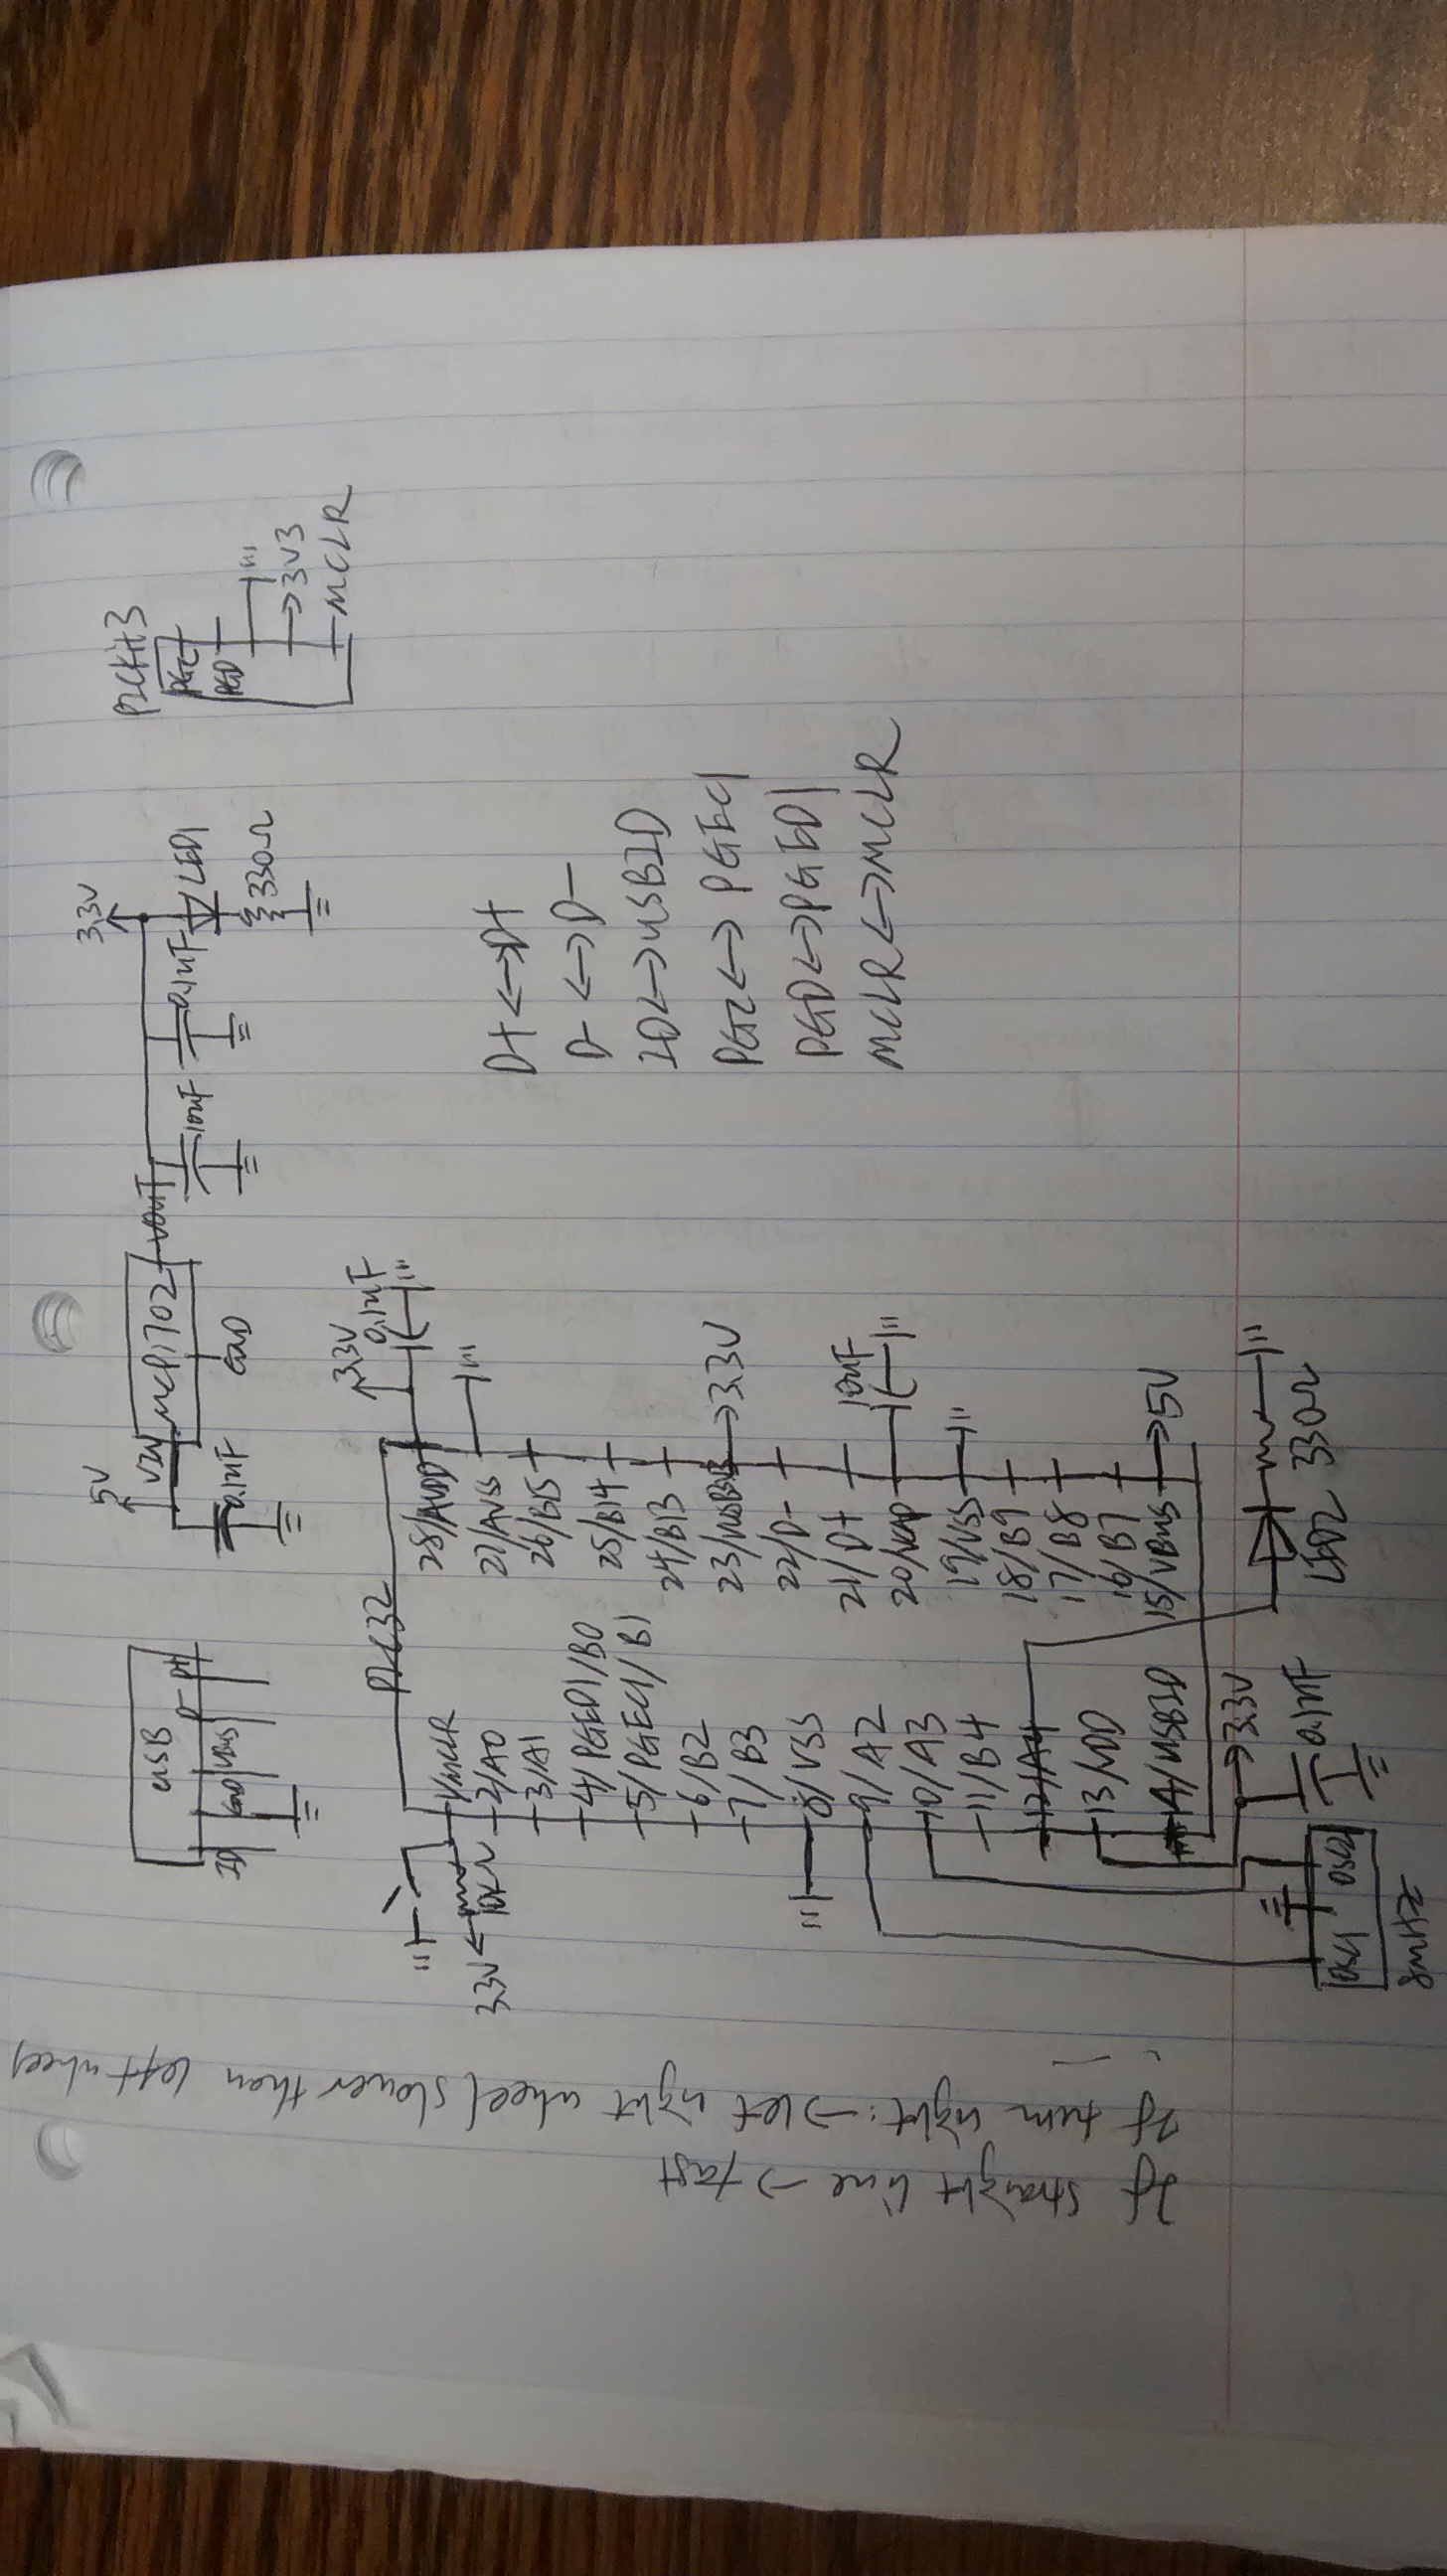 USB
ID
GND
VBUS
D-
D+
5V
VIN
MCP1702
VOUT
GND
0.1uF
10uF
0.1uF
3.3V
LED1
330Ω
PICkit3
PGC
PGD
3V3
MCLR
PIC32
1/MCLR
2/A0
3/A1
4/PGED1/B0
5/PGEC1/B1
6/B2
7/B3
8/VSS
9/A2
10/A3
11/B4
12/A4
13/VDD
14/USBID
28/AVDD
27/AVSS
26/B15
25/B14
24/B13
22/D-
21/D+
20/VCAP
19/VSS
18/B9
17/B8
16/B7
15/VBUS
3.3V
10K
3.3V
0.1uF
3.3V
10uF
5V
3.3V
0.1uF
LED2
330Ω
OSC1
OSC2
8MHz
D+ <-> D+
D- <-> D-
ID <-> USBID
PGC <-> PGEC1
PGD <-> PGED1
MCLR <-> MCLR
If straight line -> fast
If turn right: -> let right wheel slower than left wheel